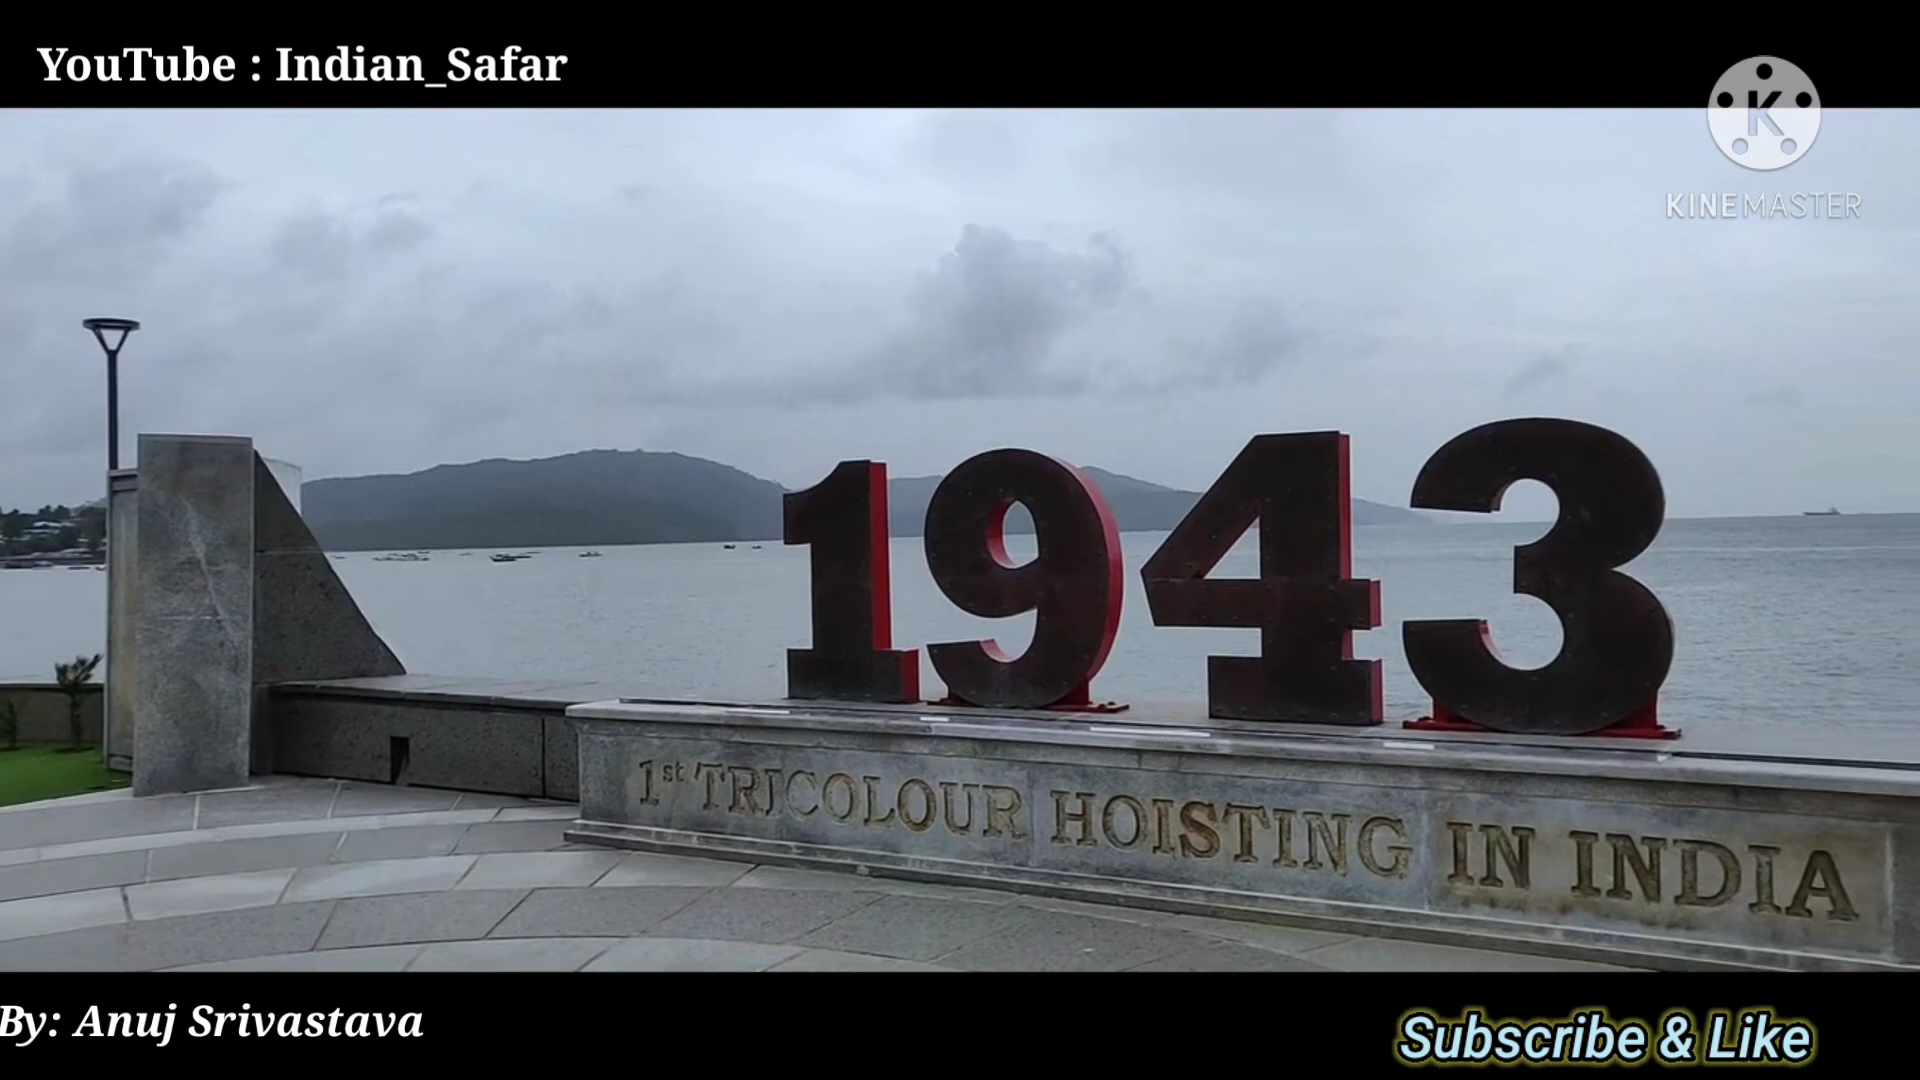 YouTube : Indian_Safar
K
KINEMASTER
1943
1st TRICOLOUR HOISTING IN INDIA
By: Anuj Srivastava
Subscribe & Like